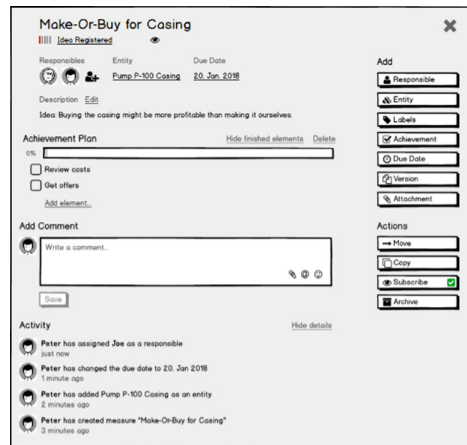 Make-Or-Buy for Casing
Idea Registered
Responsibles Entity Due Date
Pump P-100 Casing 20. Jan. 2018
Description Edit
Idea: Buying the casing might be more profitable than making it ourselves.
Achievement Plan Hide finished elements Delete
0%
Review costs
Get offers
Add element...
Add Comment
Write a comment...
Save
Activity Hide details
Peter has assigned Joe as a responsible
just now
Peter has changed the due date to 20. Jan 2018
1 minute ago
Peter has added Pump P-100 Casing as an entity
2 minutes ago
Peter has created measure "Make-Or-Buy for Casing"
3 minutes ago
Add
Responsible
Entity
Labels
Achievement
Due Date
Version
Attachment
Actions
Move
Copy
Subscribe
Archive